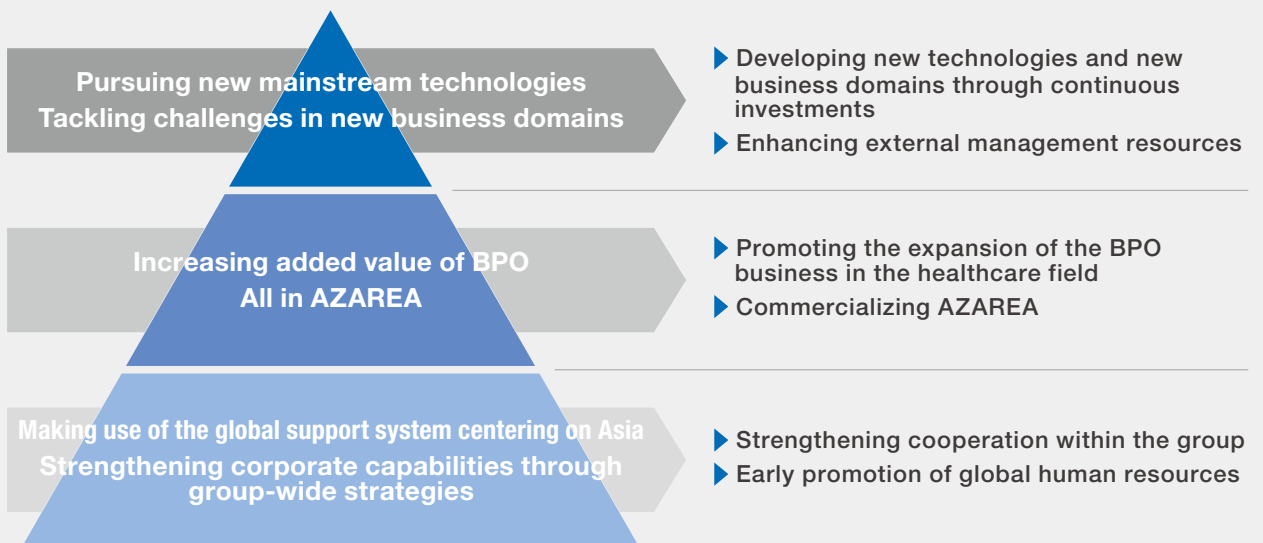 Pursuing new mainstream technologies
Tackling challenges in new business domains
Developing new technologies and new
business domains through continuous
investments
Enhancing external management resources
Increasing added value of BPO
All in AZAREA
Promoting the expansion of the BPO
business in the healthcare field
Commercializing AZAREA
Making use of the global support system centering on Asia
Strengthening corporate capabilities through
group-wide strategies
Strengthening cooperation within the group
Early promotion of global human resources